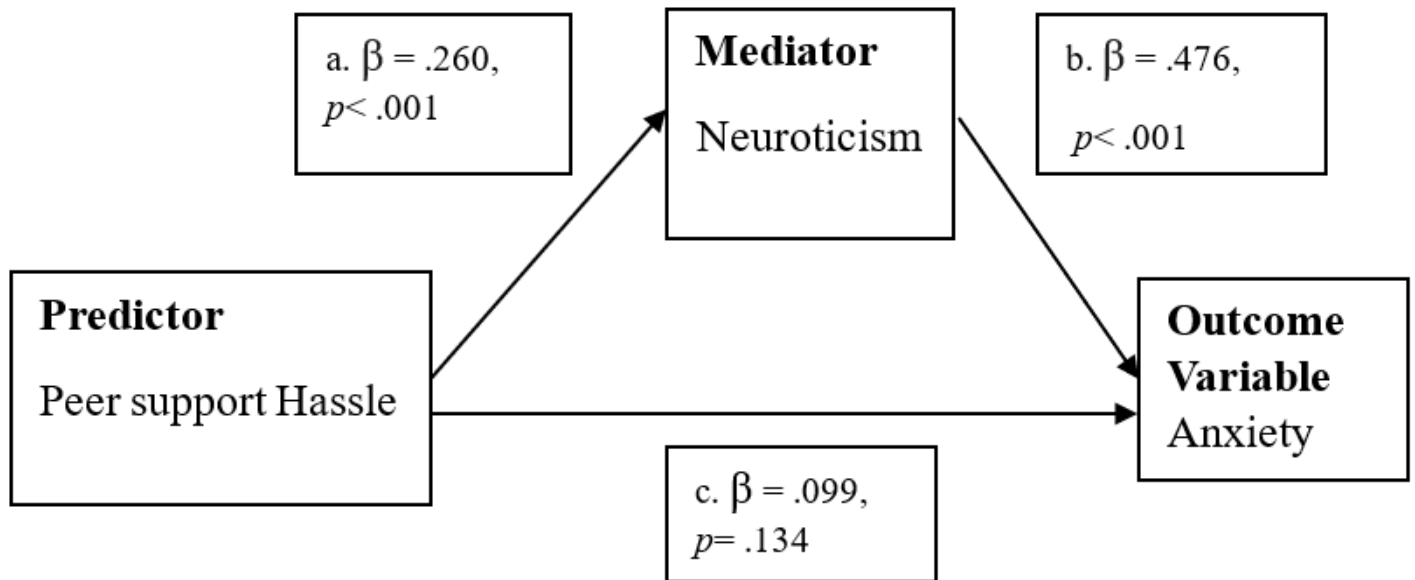 a. β = .260,
p< .001
Mediator
Neuroticism
b. β = .476,
p< .001
Predictor
Peer support Hassle
Outcome
Variable
Anxiety
c. β = .099,
p= .134